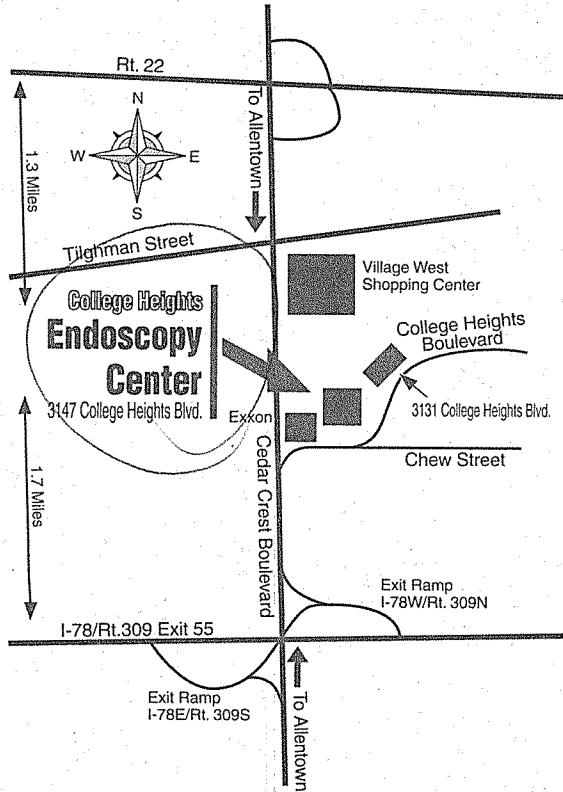 Rt. 22
To Allentown
N
W
E
S
1.3 Miles
Tilghman Street
Village West
Shopping Center
College Heights
Endoscopy
Center
3147 College Heights Blvd.
College Heights
Boulevard
3131 College Heights Blvd.
Exxon
Chew Street
Cedar Crest Boulevard
1.7 Miles
Exit Ramp
I-78W/Rt. 309N
I-78/Rt.309 Exit 55
Exit Ramp
I-78E/Rt. 309S
To Allentown